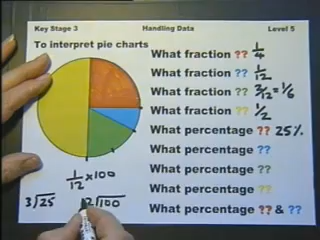 Key Stage 3 Handling Data Level 5
To interpret pie charts
What fraction ?? 1/4
What fraction ?? 1/12
What fraction ?? 2/12 = 1/6
What fraction ?? 1/2
What percentage ?? 25%
What percentage ??
What percentage ??
What percentage ??
What percentage ?? & ??
1/12 × 100
3√25 12√100